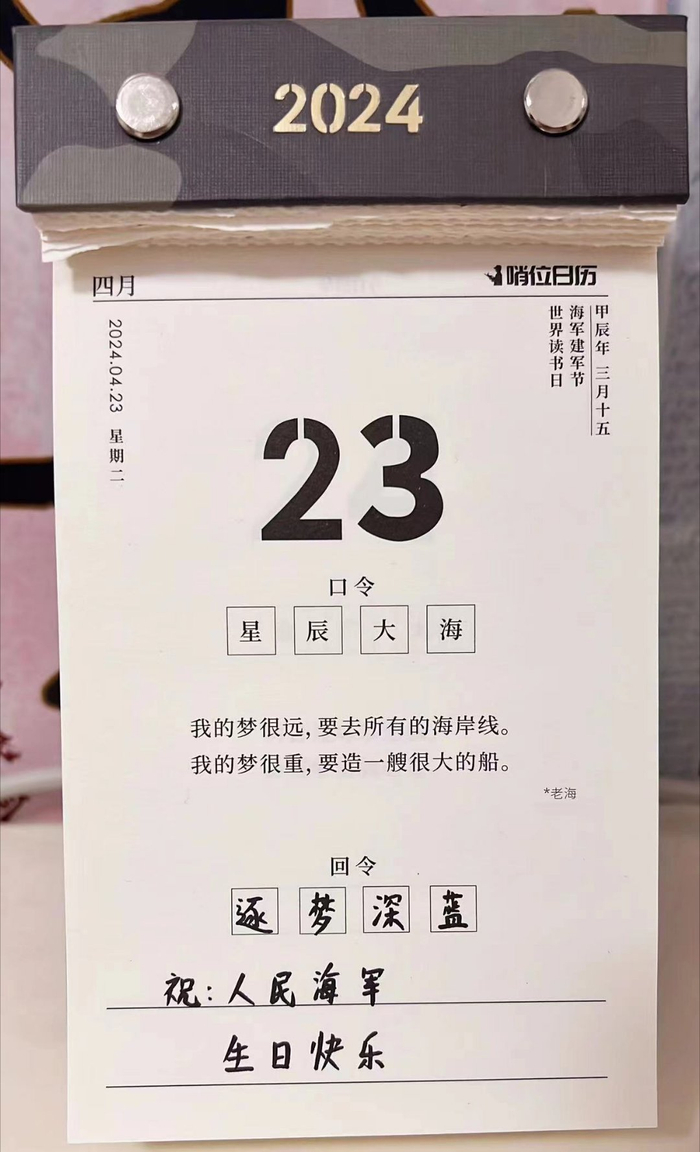 2024
四月
哨位日历
2024.04.23 星期二
甲辰年 三月十五
海军建军节
世界读书日
23
口令
星辰大海
我的梦很远,要去所有的海岸线。
我的梦很重,要造一艘很大的船。
*老海
回令
逐梦深蓝
祝:人民海军
生日快乐